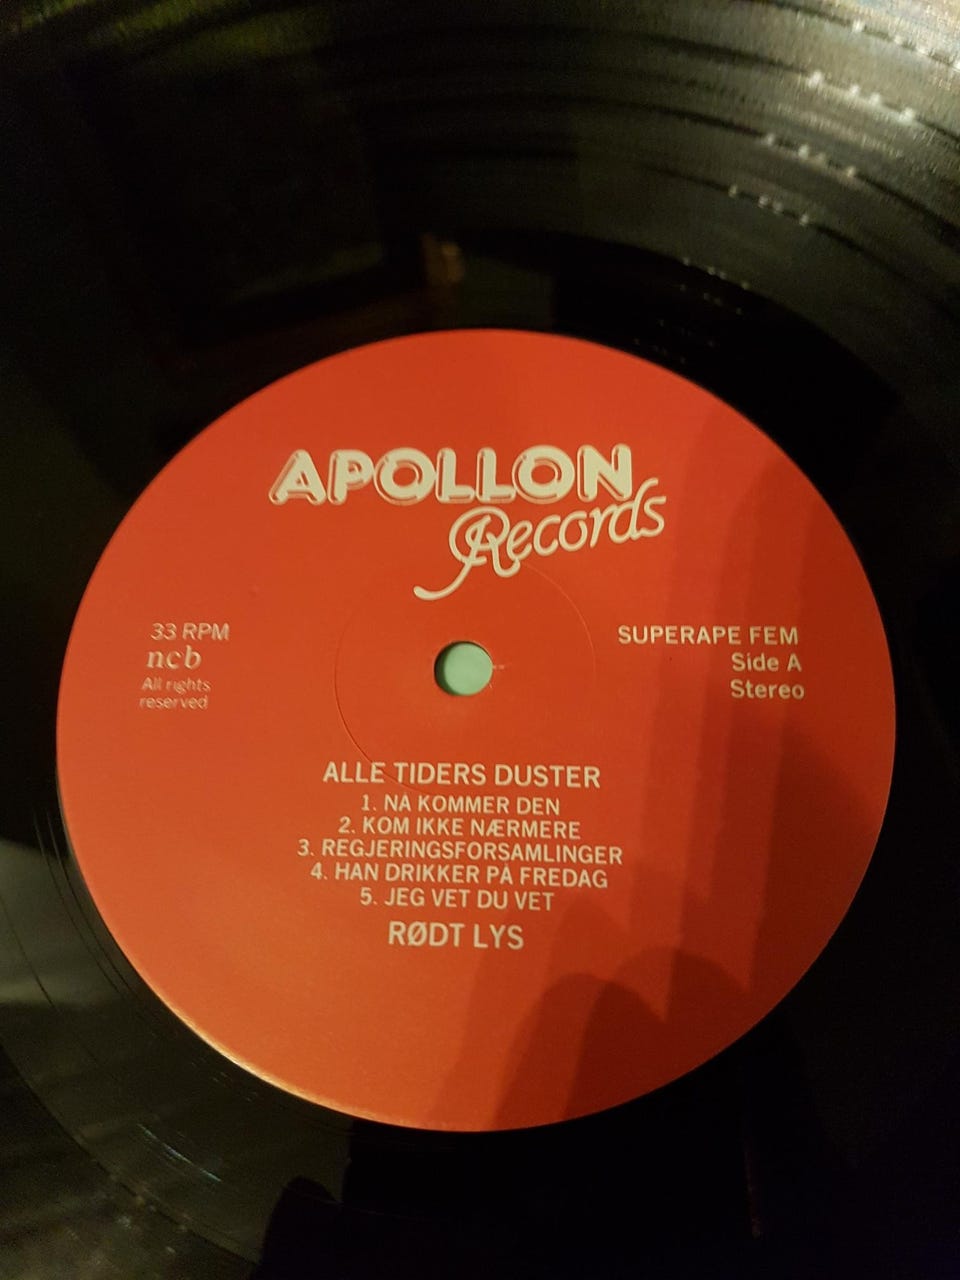 APOLLON
Records
33 RPM
ncb
All rights
reserved
SUPERAPE FEM
Side A
Stereo
ALLE TIDERS DUSTER
1. NÅ KOMMER DEN
2. KOM IKKE NÆRMERE
3. REGJERINGSFORSAMLINGER
4. HAN DRIKKER PÅ FREDAG
5. JEG VET DU VET
RØDT LYS